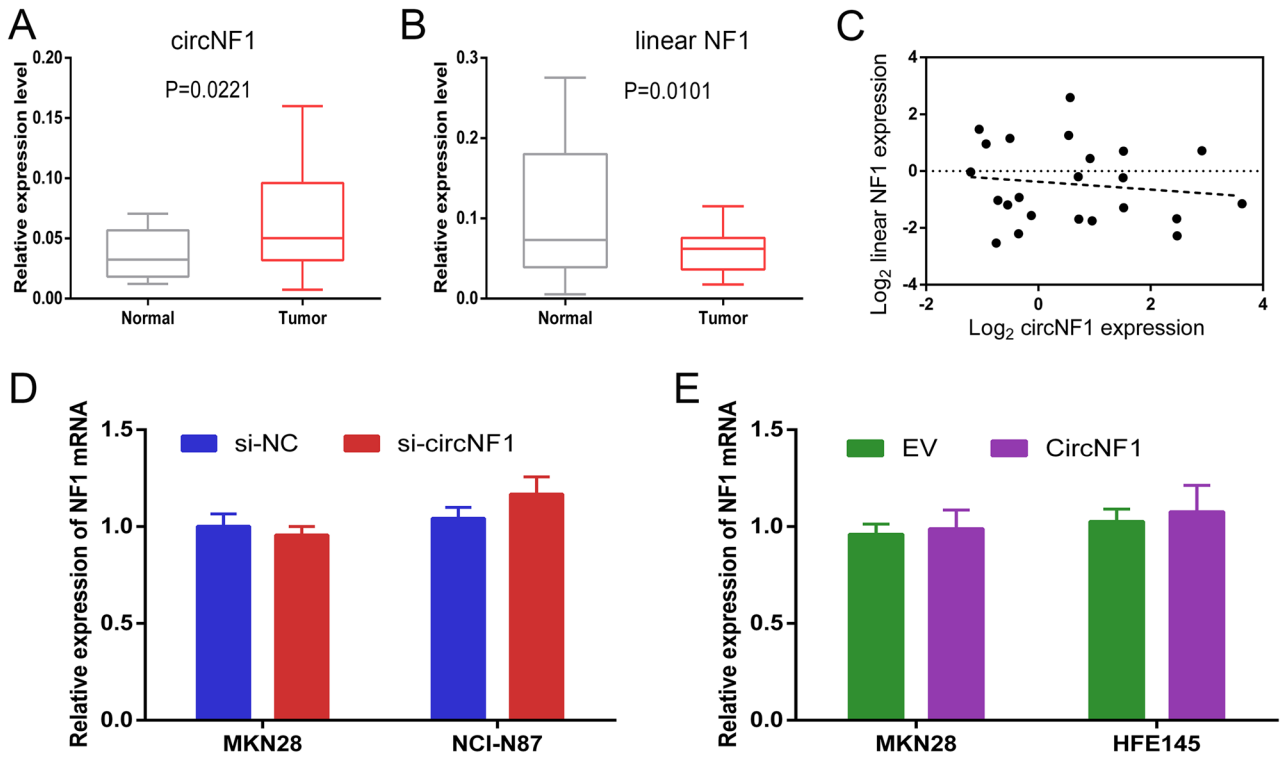 A
circNF1
P=0.0221
Relative expression level
0.20
0.15
0.10
0.05
0.00
Normal
Tumor
B
linear NF1
P=0.0101
Relative expression level
0.3
0.2
0.1
0.0
Normal
Tumor
C
Log2 linear NF1 expression
4
2
0
-2
-4
-2
0
2
4
Log2 circNF1 expression
D
Relative expression of NF1 mRNA
si-NC
si-circNF1
1.5
1.0
0.5
0.0
MKN28
NCI-N87
E
Relative expression of NF1 mRNA
EV
CircNF1
1.5
1.0
0.5
0.0
MKN28
HFE145